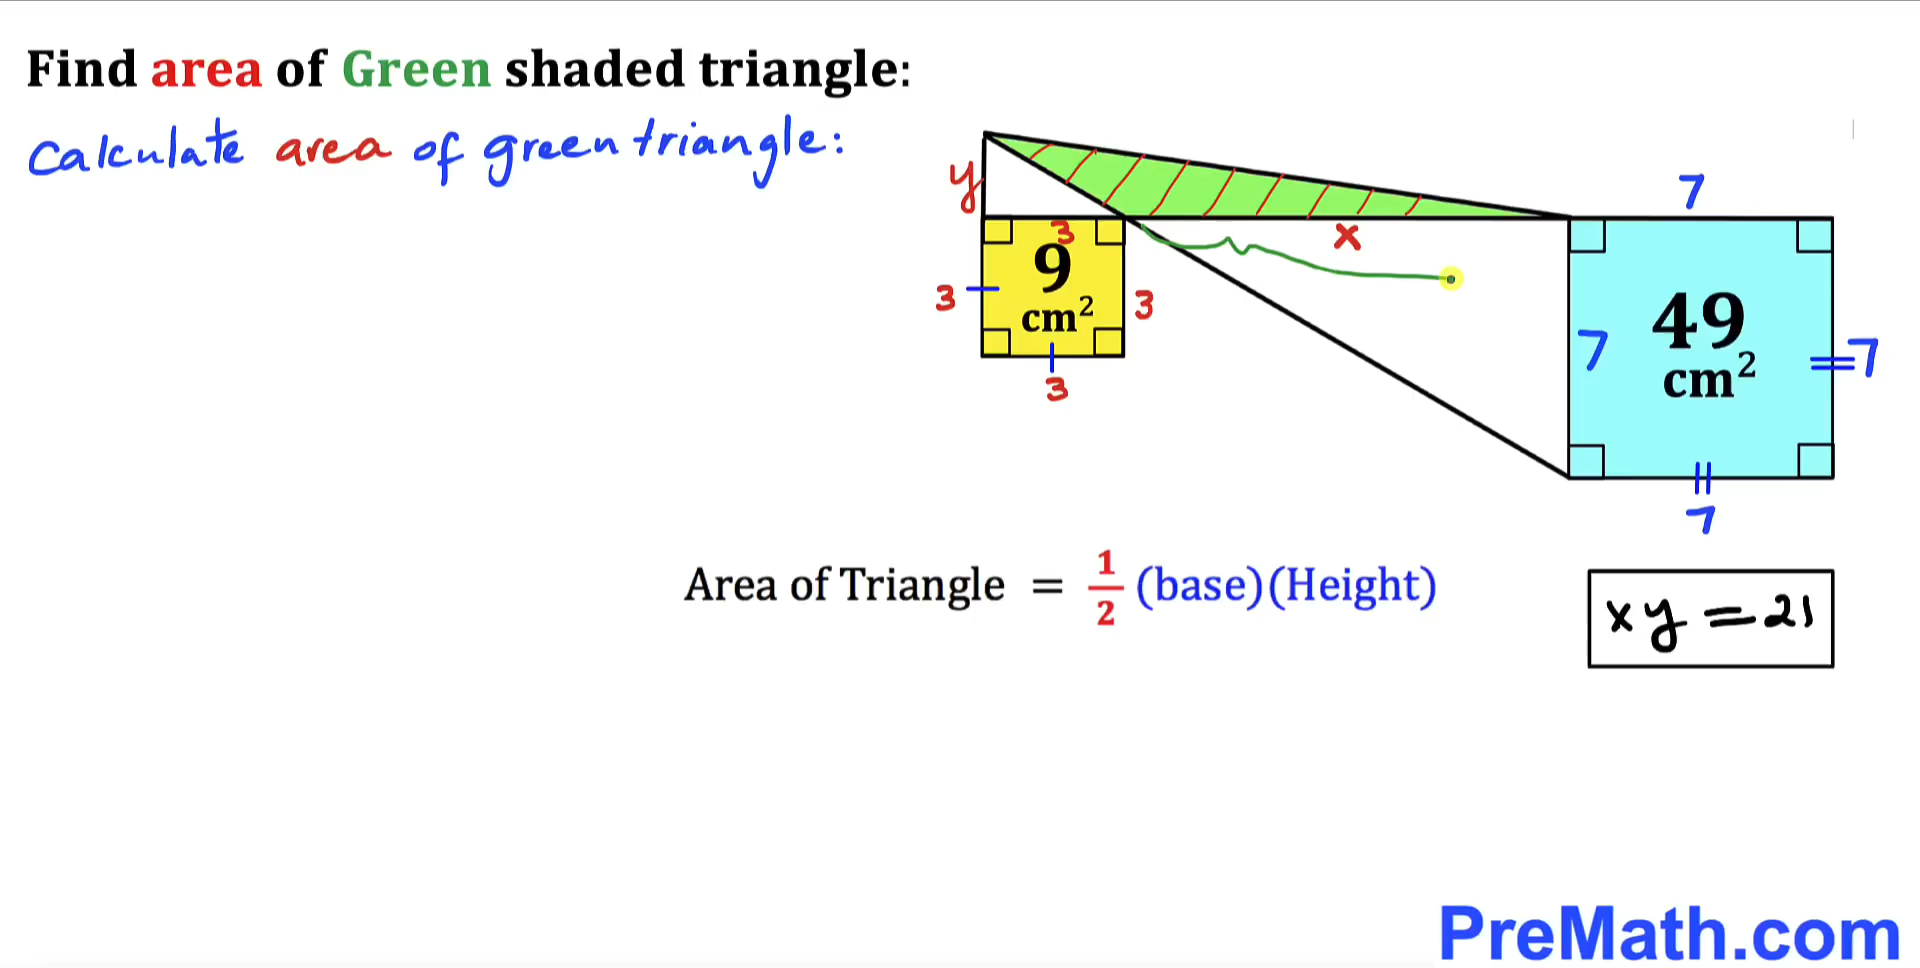 Find area of Green shaded triangle:
Calculate area of green triangle:
y
7
3
x
9
cm²
3
3
3
49
cm²
7
7
7
Area of Triangle = 1/2 (base)(Height)
xy = 21
PreMath.com